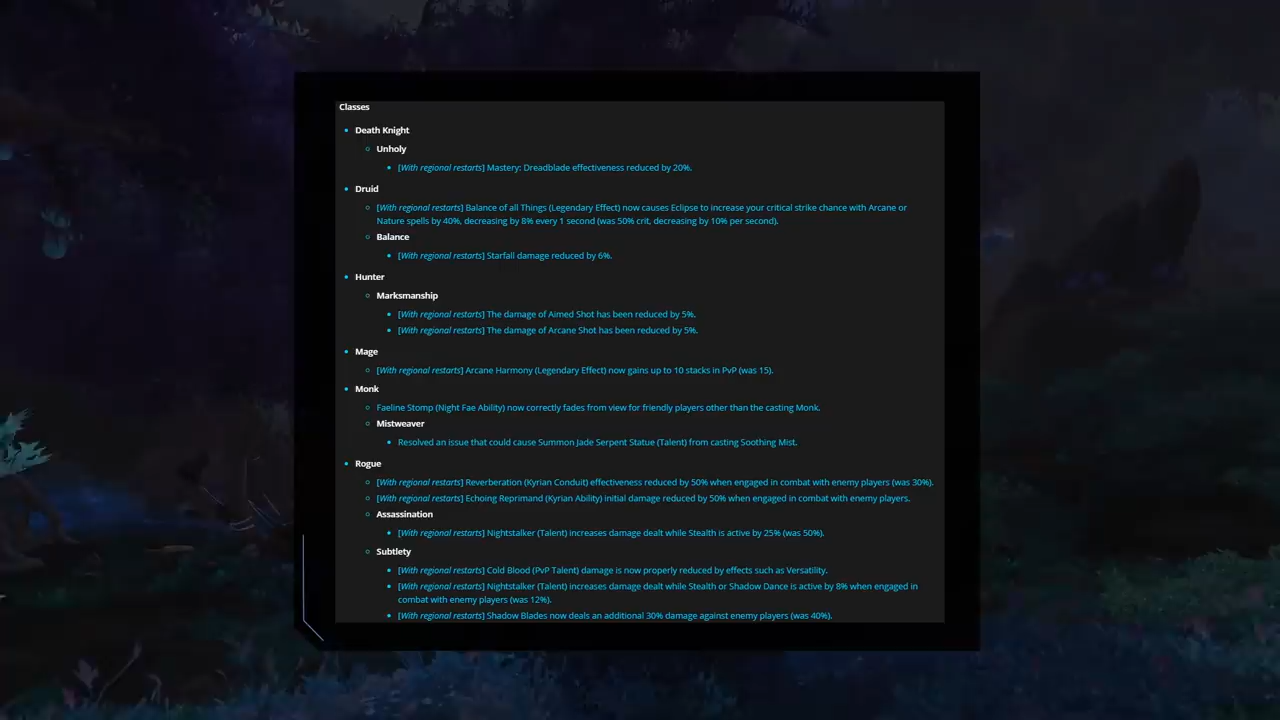 Classes
Death Knight
Unholy
[With regional restarts] Mastery: Dreadblade effectiveness reduced by 20%.
Druid
[With regional restarts] Balance of all Things (Legendary Effect) now causes Eclipse to increase your critical strike chance with Arcane or
Nature spells by 40%, decreasing by 8% every 1 second (was 50% crit, decreasing by 10% per second).
Balance
[With regional restarts] Starfall damage reduced by 6%.
Hunter
Marksmanship
[With regional restarts] The damage of Aimed Shot has been reduced by 5%.
[With regional restarts] The damage of Arcane Shot has been reduced by 5%.
Mage
[With regional restarts] Arcane Harmony (Legendary Effect) now gains up to 10 stacks in PvP (was 15).
Monk
Faeline Stomp (Night Fae Ability) now correctly fades from view for friendly players other than the casting Monk.
Mistweaver
Resolved an issue that could cause Summon Jade Serpent Statue (Talent) from casting Soothing Mist.
Rogue
[With regional restarts] Reverberation (Kyrian Conduit) effectiveness reduced by 50% when engaged in combat with enemy players (was 30%).
[With regional restarts] Echoing Reprimand (Kyrian Ability) initial damage reduced by 50% when engaged in combat with enemy players.
Assassination
[With regional restarts] Nightstalker (Talent) increases damage dealt while Stealth is active by 25% (was 50%).
Subtlety
[With regional restarts] Cold Blood (PvP Talent) damage is now properly reduced by effects such as Versatility.
[With regional restarts] Nightstalker (Talent) increases damage dealt while Stealth or Shadow Dance is active by 8% when engaged in
combat with enemy players (was 12%).
[With regional restarts] Shadow Blades now deals an additional 30% damage against enemy players (was 40%).